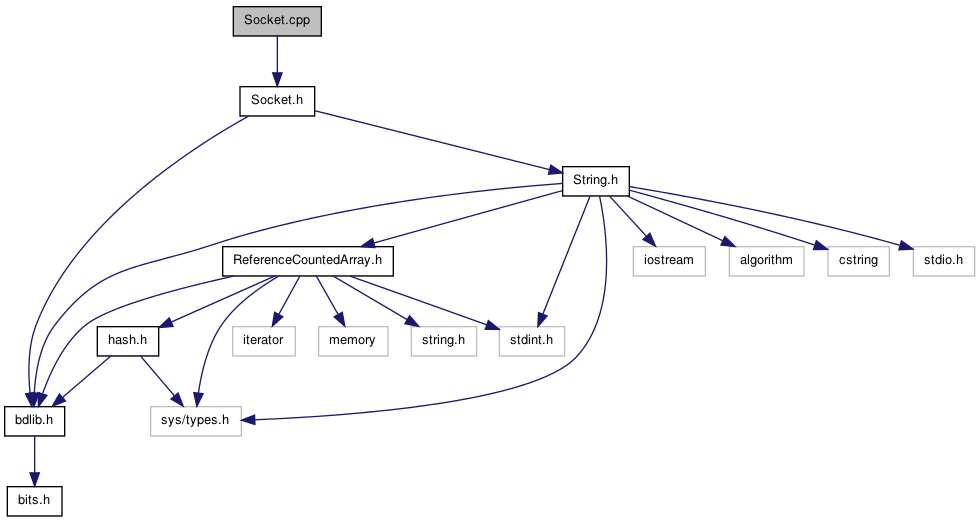 Socket.cpp
Socket.h
String.h
ReferenceCountedArray.h
iostream
algorithm
cstring
stdio.h
hash.h
iterator
memory
string.h
stdint.h
bdlib.h
sys/types.h
bits.h